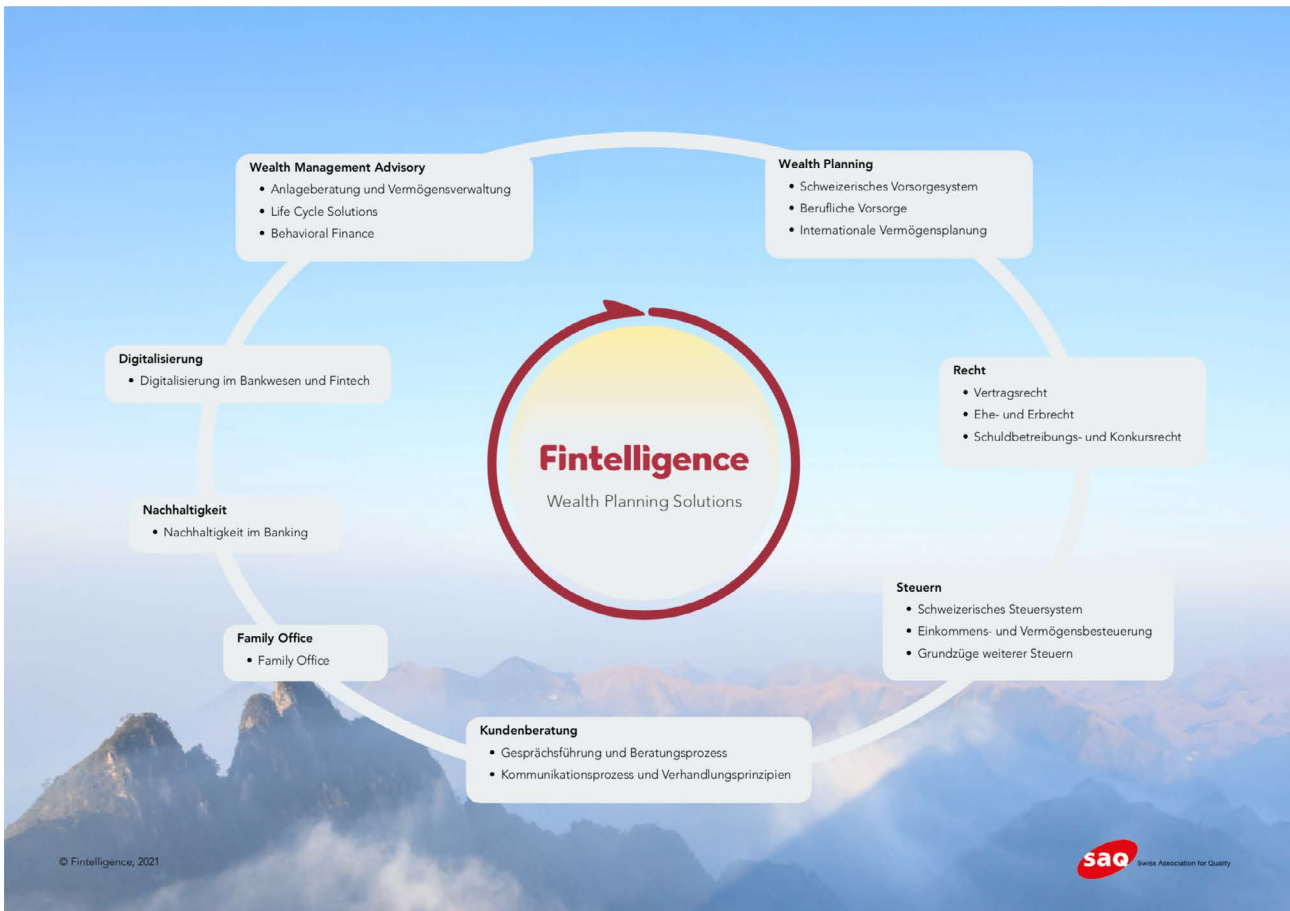 Wealth Management Advisory
• Anlageberatung und Vermögensverwaltung
• Life Cycle Solutions
• Behavioral Finance
Wealth Planning
• Schweizerisches Vorsorgesystem
• Berufliche Vorsorge
• Internationale Vermögensplanung
Digitalisierung
• Digitalisierung im Bankwesen und Fintech
Recht
• Vertragsrecht
• Ehe- und Erbrecht
• Schuldbetreibungs- und Konkursrecht
Fintelligence
Wealth Planning Solutions
Nachhaltigkeit
• Nachhaltigkeit im Banking
Steuern
• Schweizerisches Steuersystem
• Einkommens- und Vermögensbesteuerung
• Grundzüge weiterer Steuern
Family Office
• Family Office
Kundenberatung
• Gesprächsführung und Beratungsprozess
• Kommunikationsprozess und Verhandlungsprinzipien
© Fintelligence, 2021
saq Swiss Association for Quality